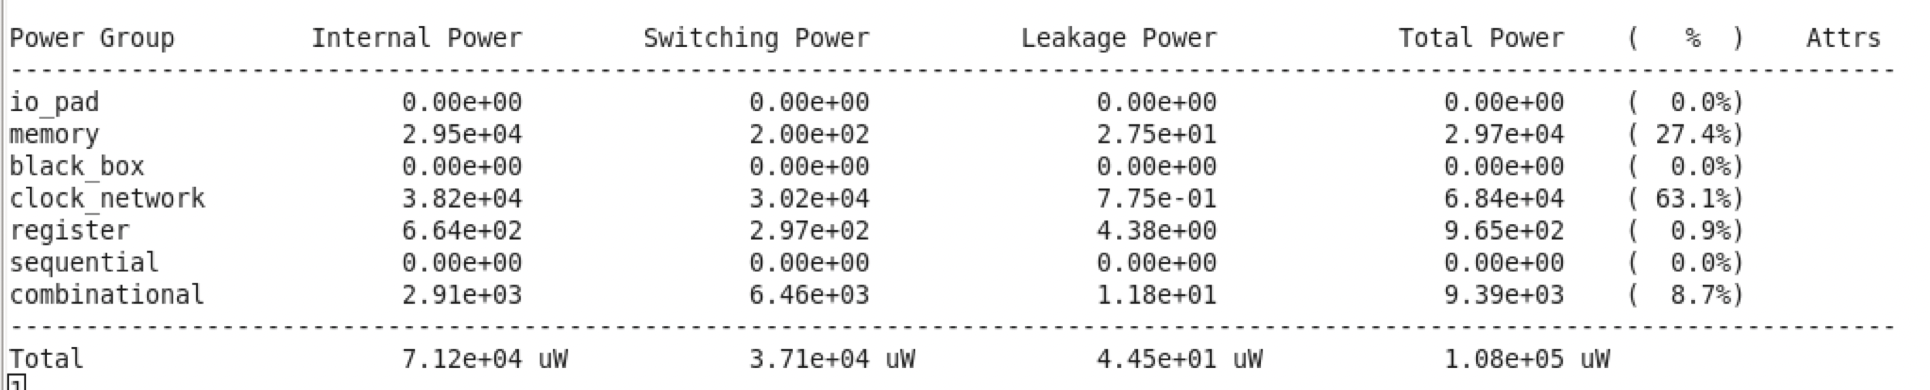 Power Group Internal Power Switching Power Leakage Power Total Power ( % ) Attrs
--------------------------------------------------------------------------------
io_pad 0.00e+00 0.00e+00 0.00e+00 0.00e+00 ( 0.0%)
memory 2.95e+04 2.00e+02 2.75e+01 2.97e+04 ( 27.4%)
black_box 0.00e+00 0.00e+00 0.00e+00 0.00e+00 ( 0.0%)
clock_network 3.82e+04 3.02e+04 7.75e-01 6.84e+04 ( 63.1%)
register 6.64e+02 2.97e+02 4.38e+00 9.65e+02 ( 0.9%)
sequential 0.00e+00 0.00e+00 0.00e+00 0.00e+00 ( 0.0%)
combinational 2.91e+03 6.46e+03 1.18e+01 9.39e+03 ( 8.7%)
--------------------------------------------------------------------------------
Total 7.12e+04 uW 3.71e+04 uW 4.45e+01 uW 1.08e+05 uW
1